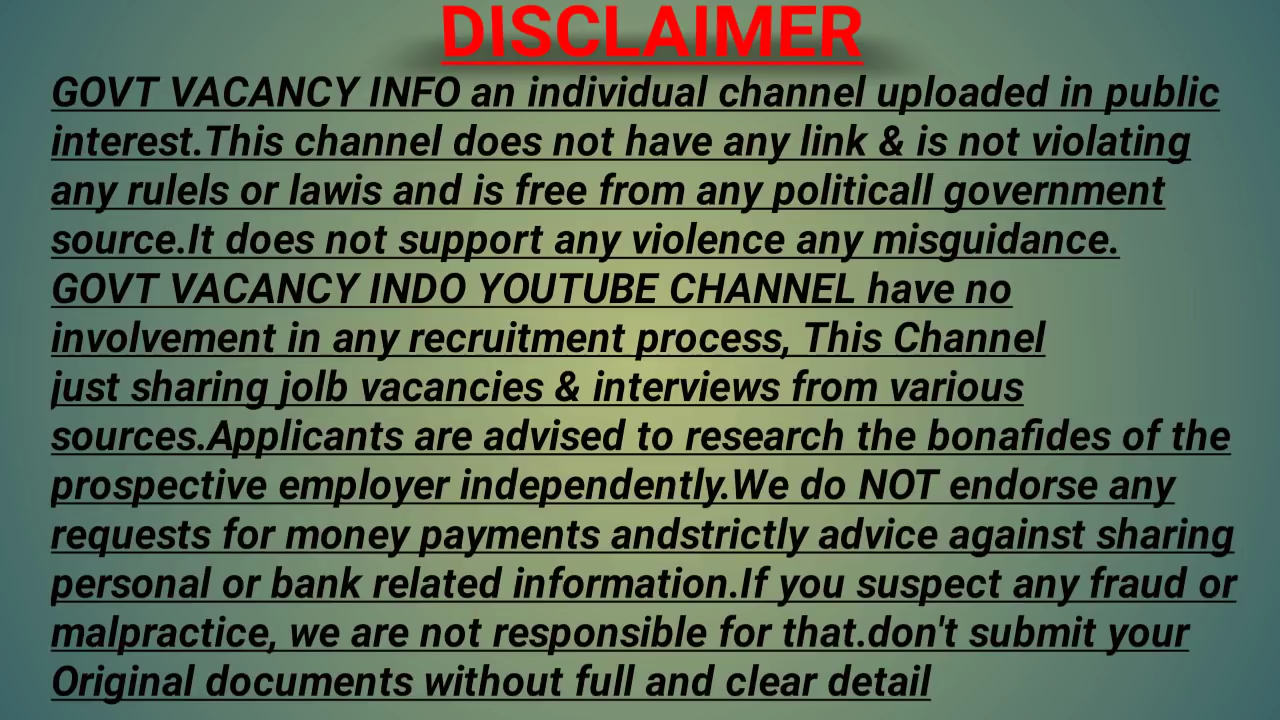 DISCLAIMER
GOVT VACANCY INFO an individual channel uploaded in public
interest.This channel does not have any link & is not violating
any rulels or lawis and is free from any politicall government
source.It does not support any violence any misguidance.
GOVT VACANCY INDO YOUTUBE CHANNEL have no
involvement in any recruitment process, This Channel
just sharing jolb vacancies & interviews from various
sources.Applicants are advised to research the bonafides of the
prospective employer independently.We do NOT endorse any
requests for money payments andstrictly advice against sharing
personal or bank related information.If you suspect any fraud or
malpractice, we are not responsible for that.don't submit your
Original documents without full and clear detail